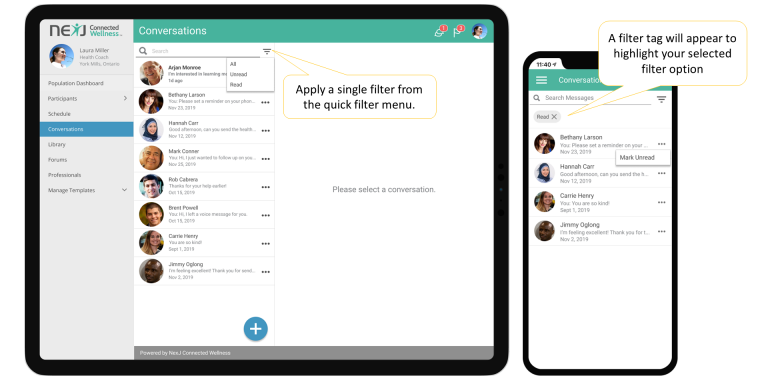 NEXJ Connected Wellness
Laura Miller
Health Coach
York Mills, Ontario
Population Dashboard
Participants
Schedule
Conversations
Library
Forums
Professionals
Manage Templates
Conversations
Search
All
Unread
Read
Arjan Monroe
I'm interested in learning
1d ago
Bethany Larson
You: Please set a reminder on your phon...
Nov 23, 2019
Hannah Carr
Good afternoon, can you send the health ...
Nov 12, 2019
Mark Conner
You: Hi, I just wanted to follow up on you...
Nov 23, 2019
Rob Cabrera
Thanks for your help earlier!
Oct 15, 2019
Brent Powell
You: Hi, I left a voice message for you.
Oct 15, 2019
Carrie Henry
You are so kind!
Sept 1, 2019
Jimmy Oglong
I'm feeling excellent! Thank you for send...
Nov 2, 2019
Please select a conversation.
Powered by NexJ Connected Wellness
Apply a single filter from
the quick filter menu.
A filter tag will appear to
highlight your selected
filter option
11:40
Conversatio
Search Messages
Read X
Bethany Larson
You: Please set a reminder on your ...
Nov 23, 2019
Mark Unread
Hannah Carr
Good afternoon, can you send the h...
Nov 12, 2019
Carrie Henry
You: You are so kind!
Sept 1, 2019
Jimmy Oglong
I'm feeling excellent! Thank you for t...
Nov 2, 2019